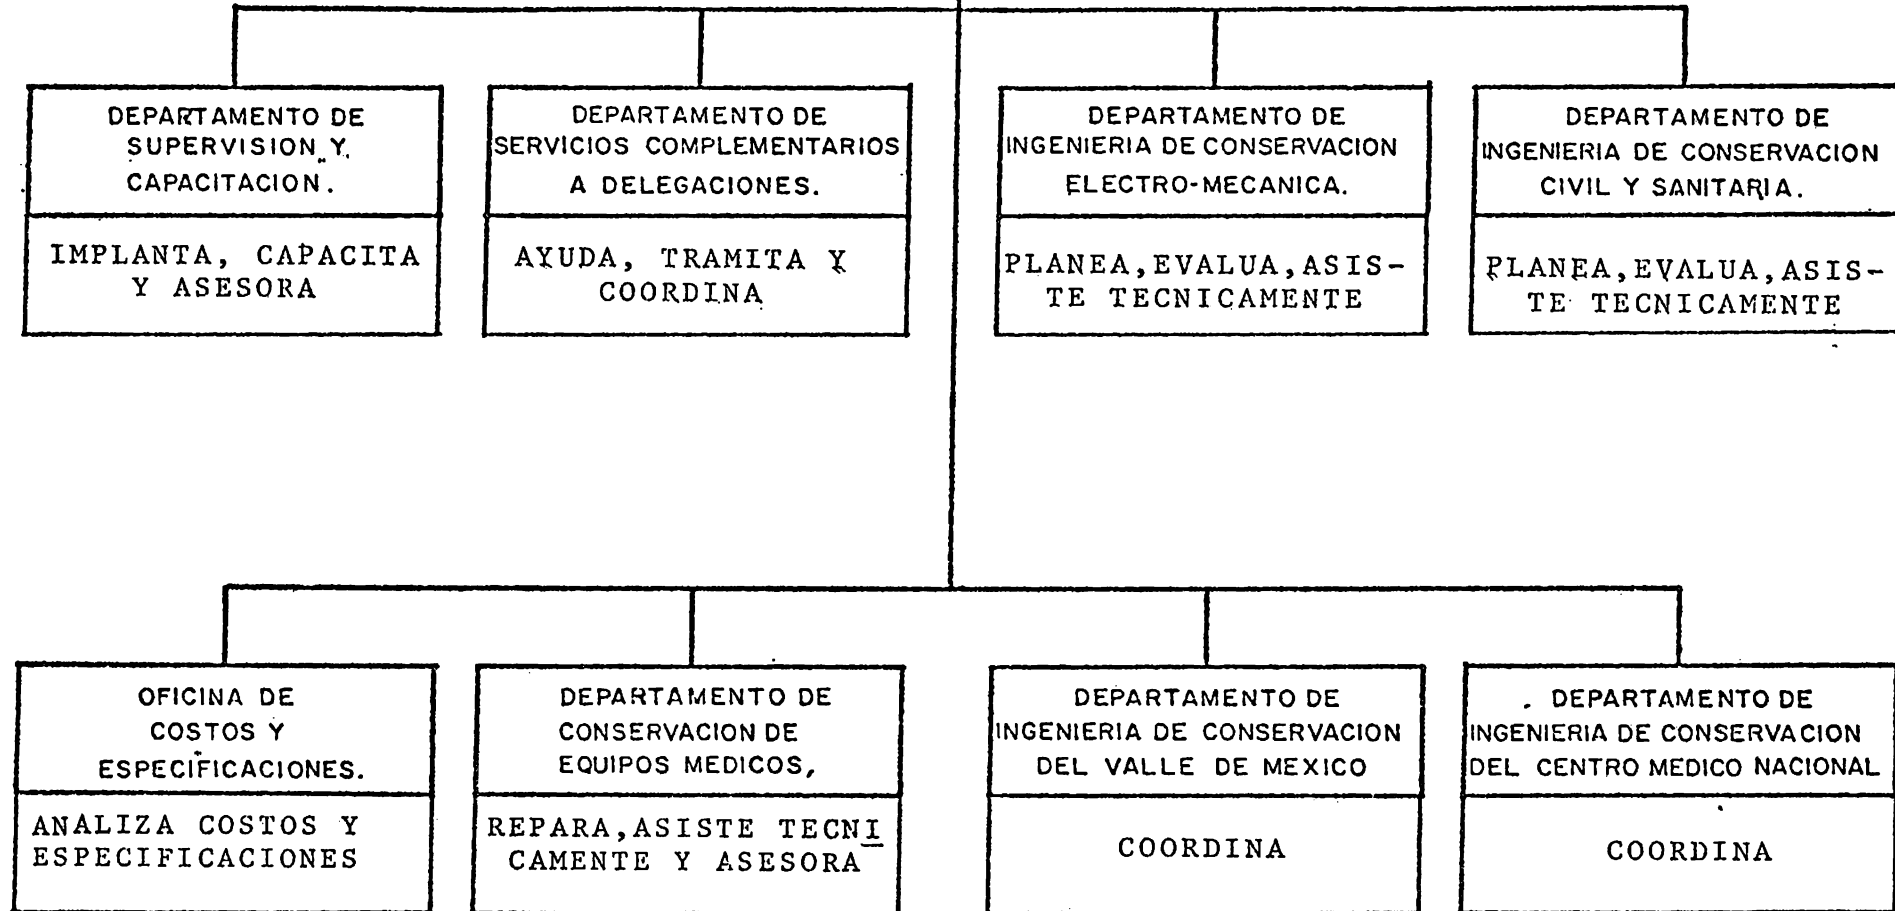 DEPARTAMENTO DE
SUPERVISION Y
CAPACITACION.
IMPLANTA, CAPACITA
Y ASESORA
DEPARTAMENTO DE
SERVICIOS COMPLEMENTARIOS
A DELEGACIONES.
AYUDA, TRAMITA Y
COORDINA
DEPARTAMENTO DE
INGENIERIA DE CONSERVACION
ELECTRO-MECANICA.
PLANEA,EVALUA,ASIS-
TE TECNICAMENTE
DEPARTAMENTO DE
INGENIERIA DE CONSERVACION
CIVIL Y SANITARIA.
PLANEA,EVALUA,ASIS-
TE TECNICAMENTE
OFICINA DE
COSTOS Y
ESPECIFICACIONES.
ANALIZA COSTOS Y
ESPECIFICACIONES
DEPARTAMENTO DE
CONSERVACION DE
EQUIPOS MEDICOS,
REPARA,ASISTE TECNI
CAMENTE Y ASESORA
DEPARTAMENTO DE
INGENIERIA DE CONSERVACION
DEL VALLE DE MEXICO
COORDINA
DEPARTAMENTO DE
INGENIERIA DE CONSERVACION
DEL CENTRO MEDICO NACIONAL
COORDINA